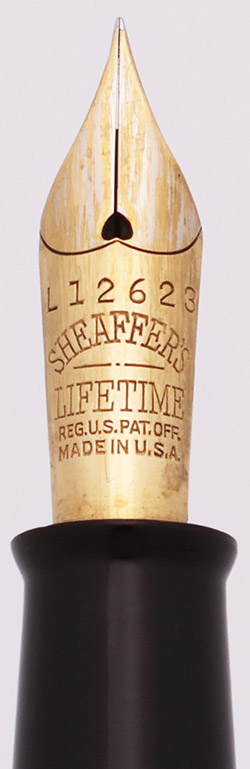 L12623
SHEAFFER'S
LIFETIME
REG.U.S.PAT.OFF.
MADE IN U.S.A.